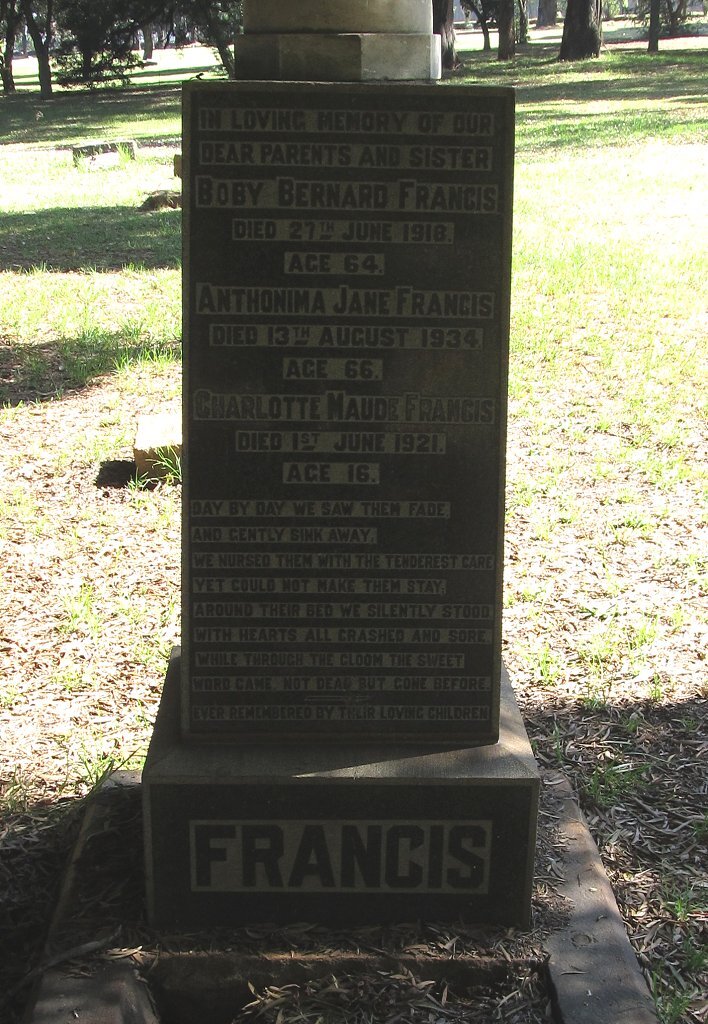 IN LOVING MEMORY OF OUR
DEAR PARENTS AND SISTER
BOBY BERNARD FRANCIS
DIED 27TH JUNE 1918.
AGE 64.
ANTHONIMA JANE FRANCIS
DIED 13TH AUGUST 1934.
AGE 66.
CHARLOTTE MAUDE FRANCIS
DIED 1ST JUNE 1921.
AGE 16.
DAY BY DAY WE SAW THEM FADE
AND GENTLY SINK AWAY,
WE NURSED THEM WITH THE TENDEREST CARE
YET COULD NOT MAKE THEM STAY,
AROUND THEIR BED WE SILENTLY STOOD
WITH HEARTS ALL CRASHED AND SORE
WHILE THROUGH THE GLOOM THE SWEET
WORD CAME, NOT DEAD BUT GONE BEFORE.
EVER REMEMBERED BY THEIR LOVING CHILDREN
FRANCIS